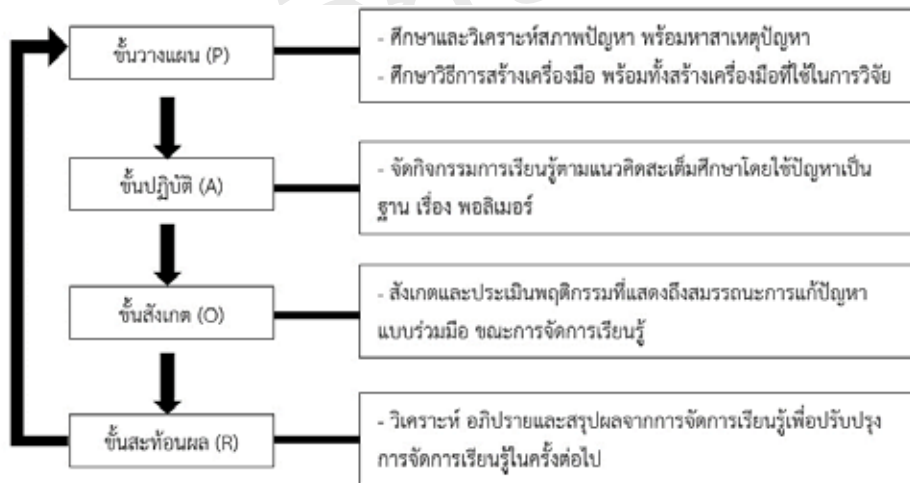 ขั้นวางแผน (P)
- ศึกษาและวิเคราะห์สภาพปัญหา พร้อมหาสาเหตุปัญหา
- ศึกษาวิธีการสร้างเครื่องมือ พร้อมทั้งสร้างเครื่องมือที่ใช้ในการวิจัย
ขั้นปฏิบัติ (A)
- จัดกิจกรรมการเรียนรู้ตามแนวคิดสะเต็มศึกษาโดยใช้ปัญหาเป็น
ฐาน เรื่อง พอลิเมอร์
ขั้นสังเกต (O)
- สังเกตและประเมินพฤติกรรมที่แสดงถึงสมรรถนะการแก้ปัญหา
แบบร่วมมือ ขณะการจัดการเรียนรู้
ขั้นสะท้อนผล (R)
- วิเคราะห์ อภิปรายและสรุปผลจากการจัดการเรียนรู้เพื่อปรับปรุง
การจัดการเรียนรู้ในครั้งต่อไป